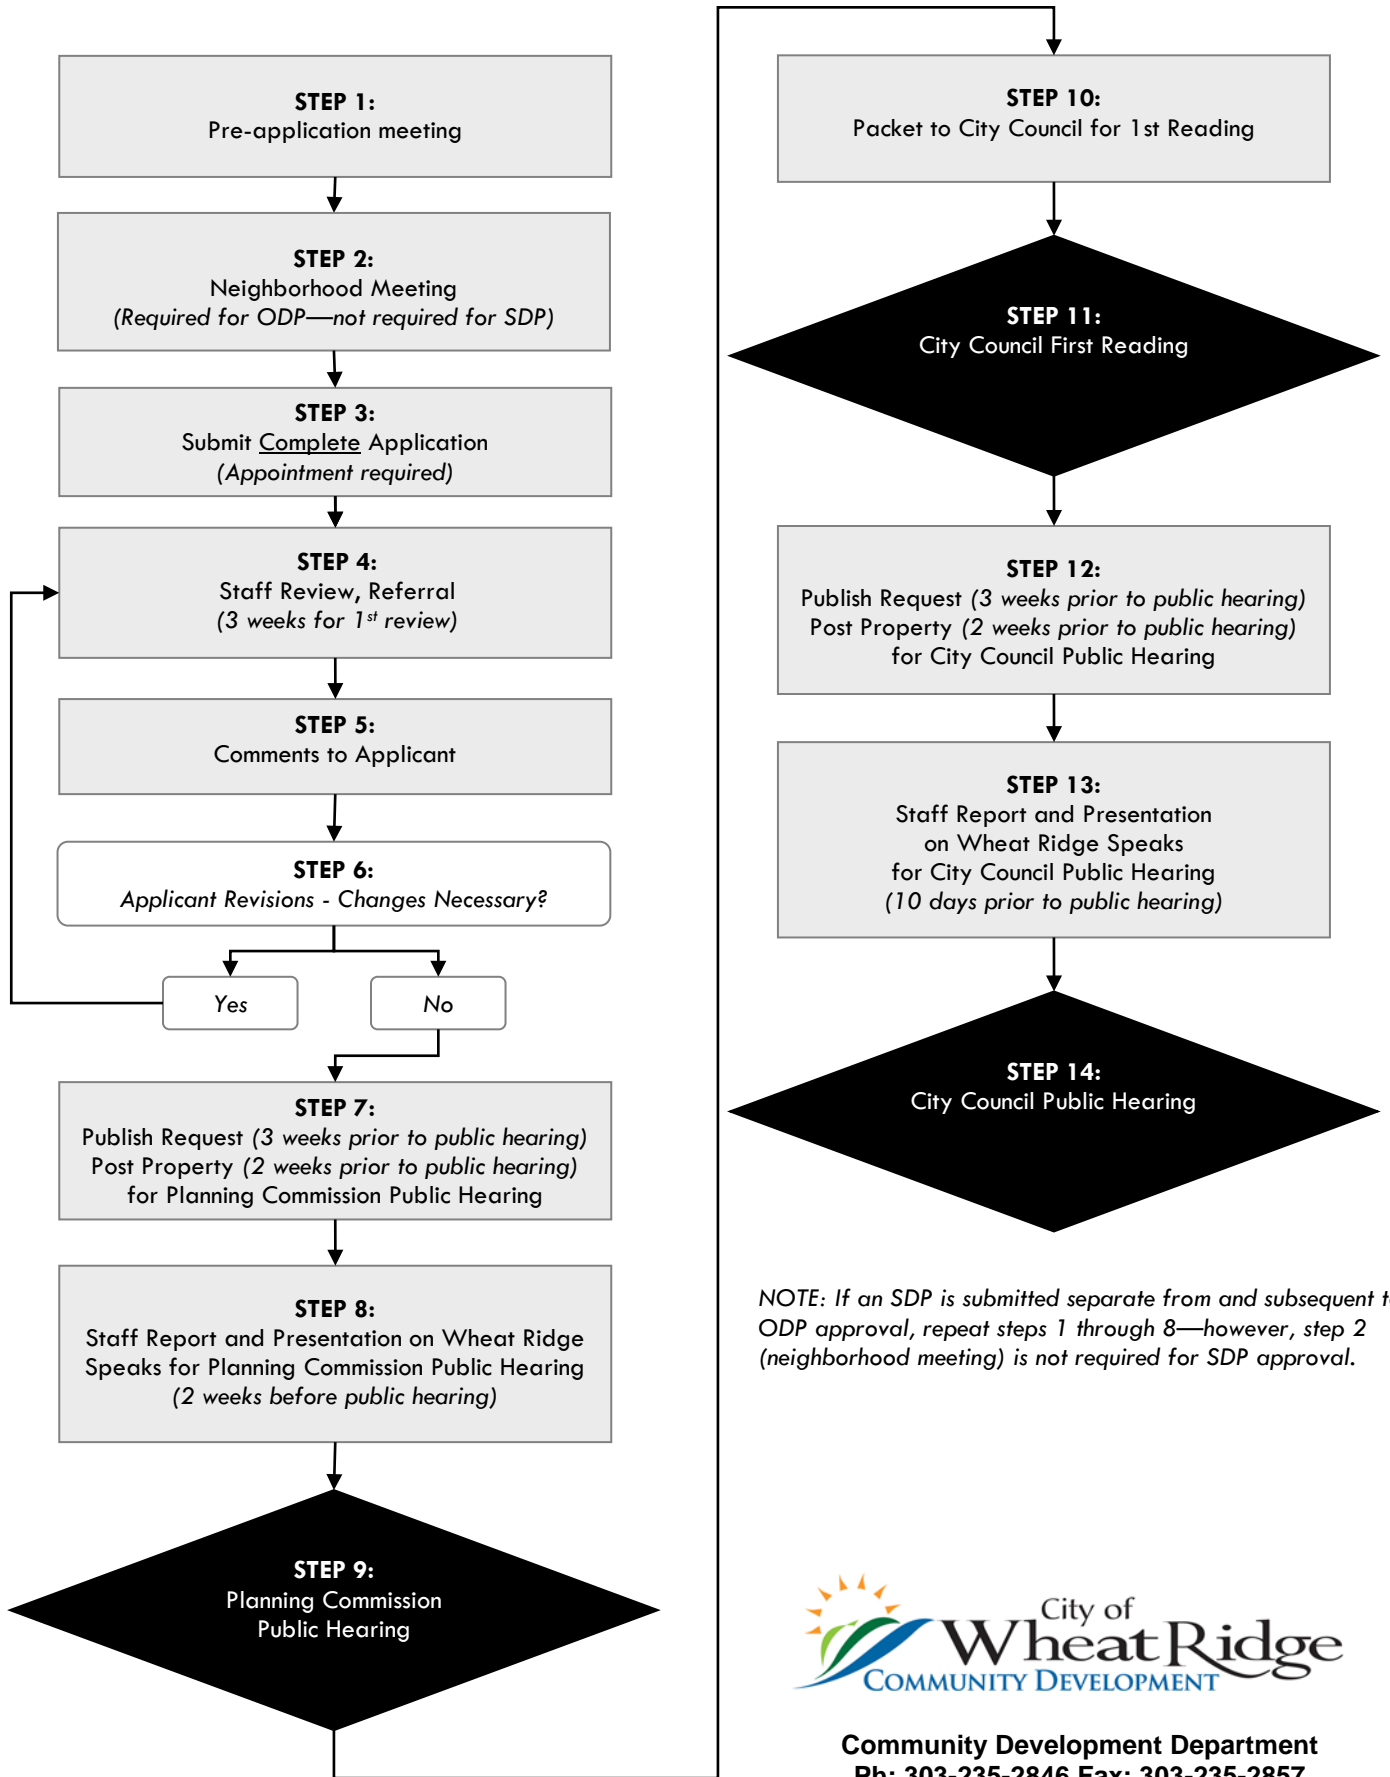 STEP 1:
Pre-application meeting
STEP 2:
Neighborhood Meeting
(Required for ODP—not required for SDP)
STEP 3:
Submit Complete Application
(Appointment required)
STEP 4:
Staff Review, Referral
(3 weeks for 1st review)
STEP 5:
Comments to Applicant
STEP 6:
Applicant Revisions - Changes Necessary?
Yes
No
STEP 7:
Publish Request (3 weeks prior to public hearing)
Post Property (2 weeks prior to public hearing)
for Planning Commission Public Hearing
STEP 8:
Staff Report and Presentation on Wheat Ridge
Speaks for Planning Commission Public Hearing
(2 weeks before public hearing)
STEP 9:
Planning Commission
Public Hearing
STEP 10:
Packet to City Council for 1st Reading
STEP 11:
City Council First Reading
STEP 12:
Publish Request (3 weeks prior to public hearing)
Post Property (2 weeks prior to public hearing)
for City Council Public Hearing
STEP 13:
Staff Report and Presentation
on Wheat Ridge Speaks
for City Council Public Hearing
(10 days prior to public hearing)
STEP 14:
City Council Public Hearing
NOTE: If an SDP is submitted separate from and subsequent to
ODP approval, repeat steps 1 through 8—however, step 2
(neighborhood meeting) is not required for SDP approval.
City of
Wheat Ridge
COMMUNITY DEVELOPMENT
Community Development Department
Ph: 303-235-2846 Fax: 303-235-2857